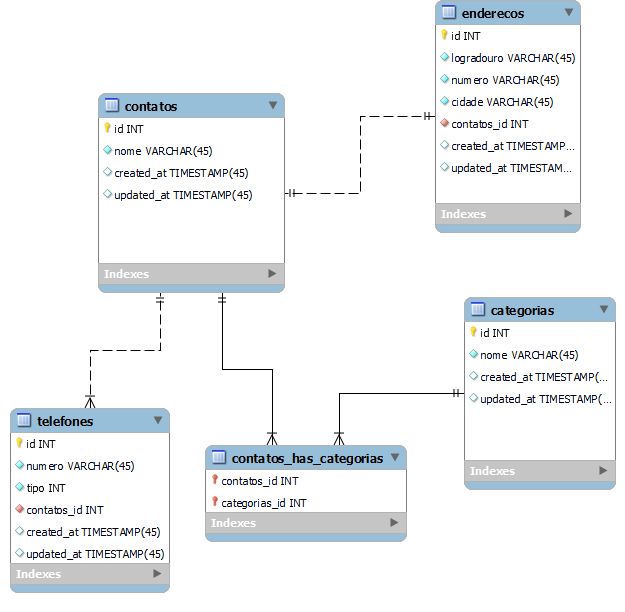 enderecos
id INT
logradouro VARCHAR(45)
numero VARCHAR(45)
cidade VARCHAR(45)
contatos_id INT
created_at TIMESTAMP...
updated_at TIMESTAM...
Indexes
contatos
id INT
nome VARCHAR(45)
created_at TIMESTAMP(45)
updated_at TIMESTAMP(45)
Indexes
categorias
id INT
nome VARCHAR(45)
created_at TIMESTAMP(...
updated_at TIMESTAMP(...
Indexes
telefones
id INT
numero VARCHAR(45)
tipo INT
contatos_id INT
created_at TIMESTAMP(45)
updated_at TIMESTAMP(45)
Indexes
contatos_has_categorias
contatos_id INT
categorias_id INT
Indexes